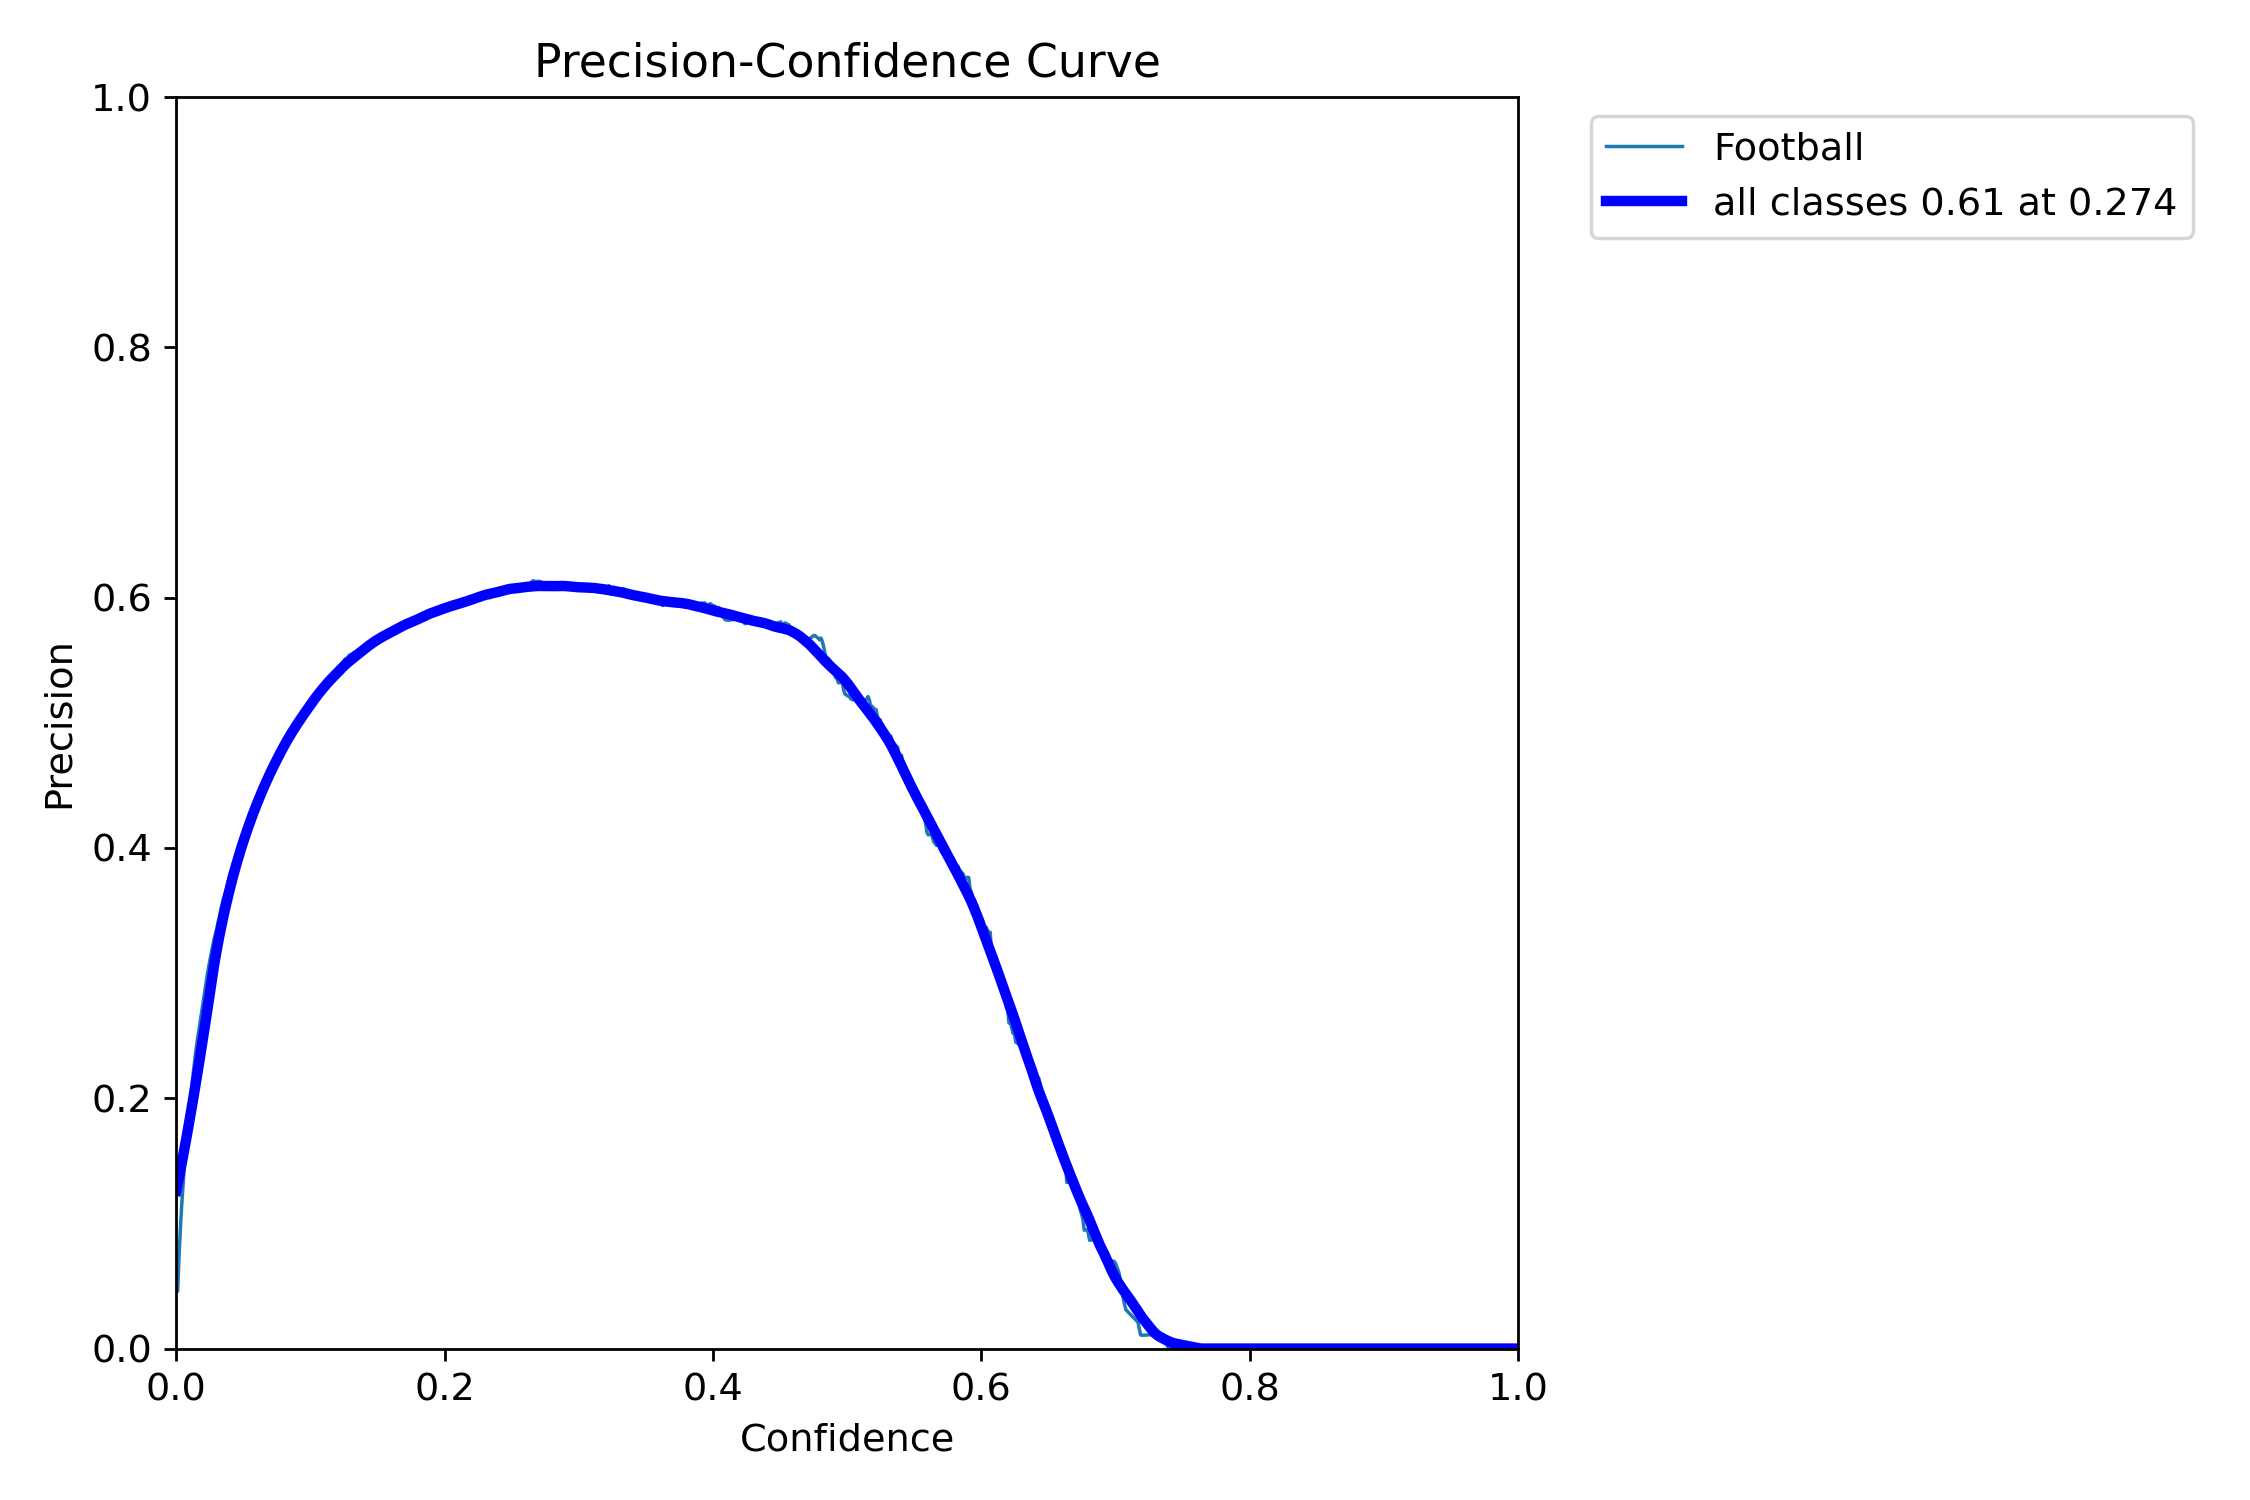 Precision-Confidence Curve
1.0
0.8
0.6
0.4
0.2
0.0
Precision
0.0 0.2 0.4 0.6 0.8 1.0
Confidence
Football
all classes 0.61 at 0.274